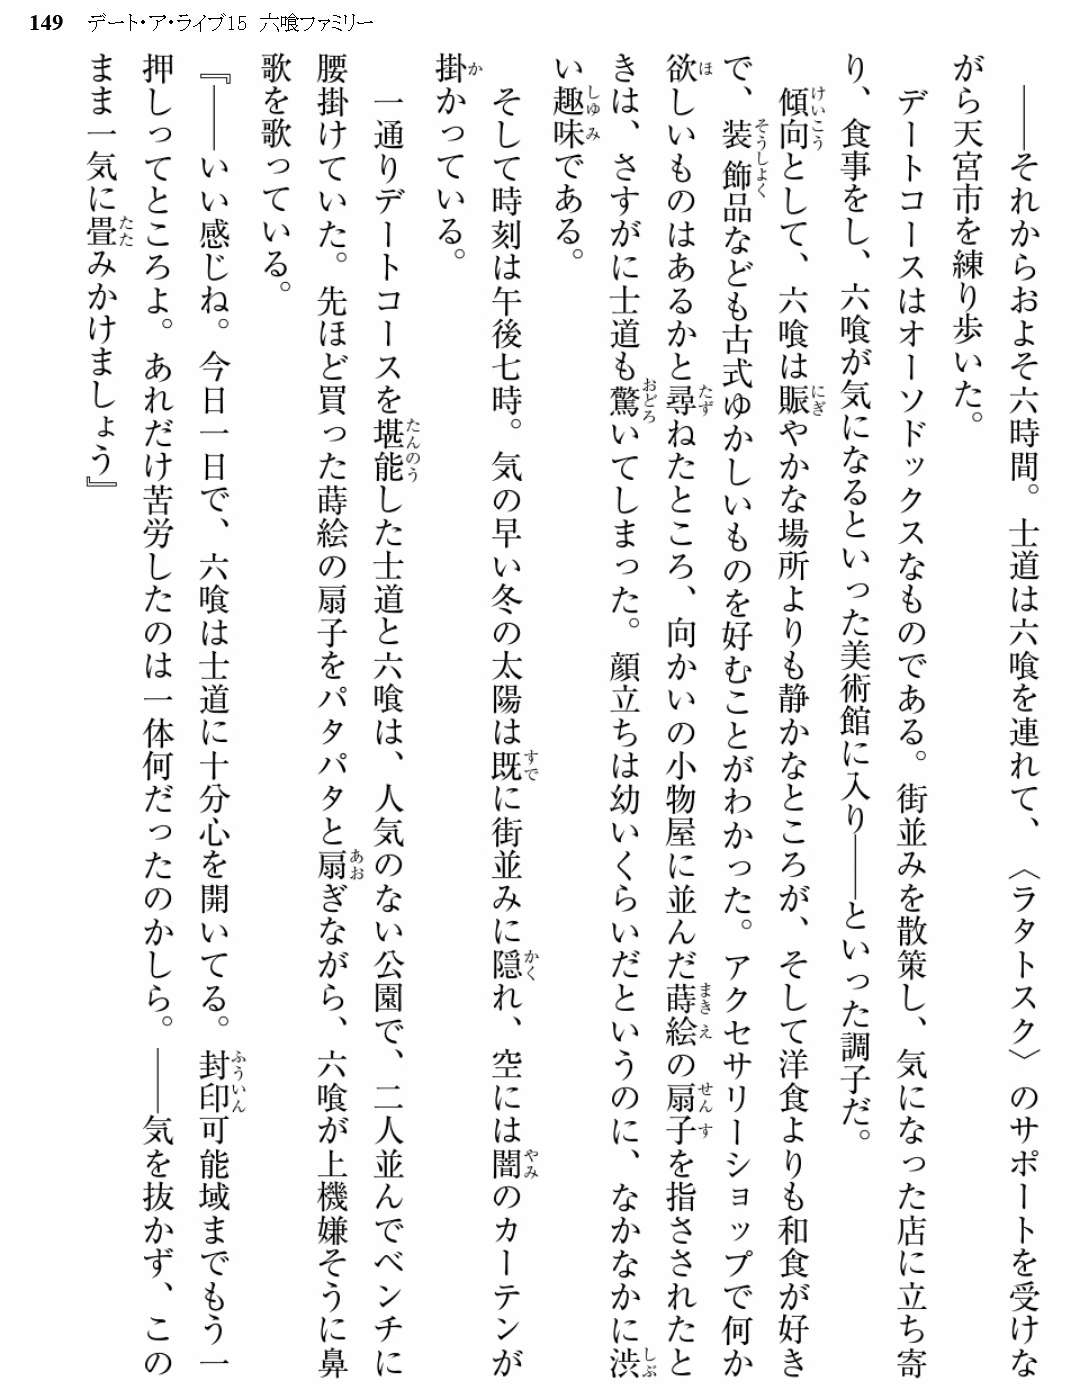 149 デート・ア・ライブ15 六喰ファミリー
――それからおよそ六時間。士道は六喰を連れて、〈ラタトスク〉のサポートを受けな
がら天宮市を練り歩いた。
デートコースはオーソドックスなものである。街並みを散策し、気になった店に立ち寄
り、食事をし、六喰が気になるといった美術館に入り――といった調子だ。
傾向として、六喰は賑やかな場所よりも静かなところが、そして洋食よりも和食が好き
で、装飾品なども古式ゆかしいものを好むことがわかった。アクセサリーショップで何か
欲しいものはあるかと尋ねたところ、向かいの小物屋に並んだ蒔絵の扇子を指さされたと
きは、さすがに士道も驚いてしまった。顔立ちは幼いくらいだというのに、なかなかに渋
い趣味である。
そして時刻は午後七時。気の早い冬の太陽は既に街並みに隠れ、空には闇のカーテンが
掛かっている。
一通りデートコースを堪能した士道と六喰は、人気のない公園で、二人並んでベンチに
腰掛けていた。先ほど買った蒔絵の扇子をパタパタと扇ぎながら、六喰が上機嫌そうに鼻
歌を歌っている。
『――いい感じね。今日一日で、六喰は士道に十分心を開いてる。封印可能域までもう一
押しってところよ。あれだけ苦労したのは一体何だったのかしら。――気を抜かず、この
まま一気に畳みかけましょう』